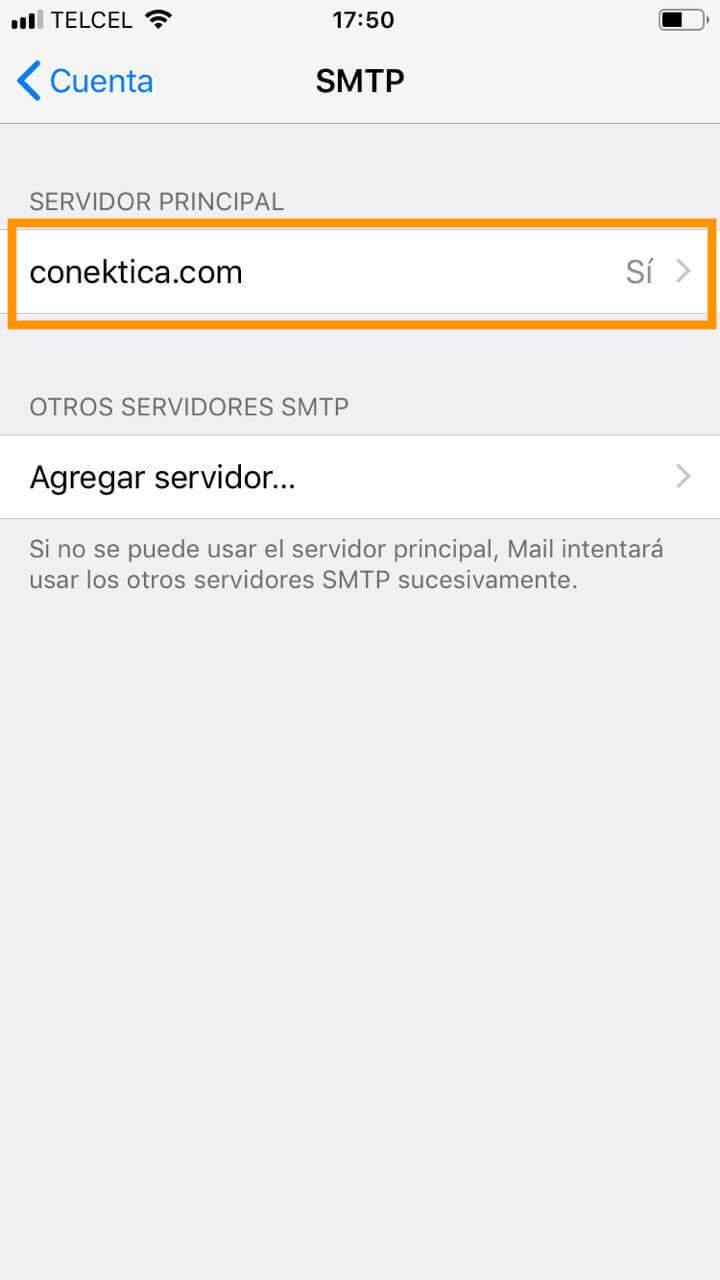 TELCEL
17:50
Cuenta
SMTP
SERVIDOR PRINCIPAL
conektica.com
Sí
OTROS SERVIDORES SMTP
Agregar servidor...
Si no se puede usar el servidor principal, Mail intentará
usar los otros servidores SMTP sucesivamente.